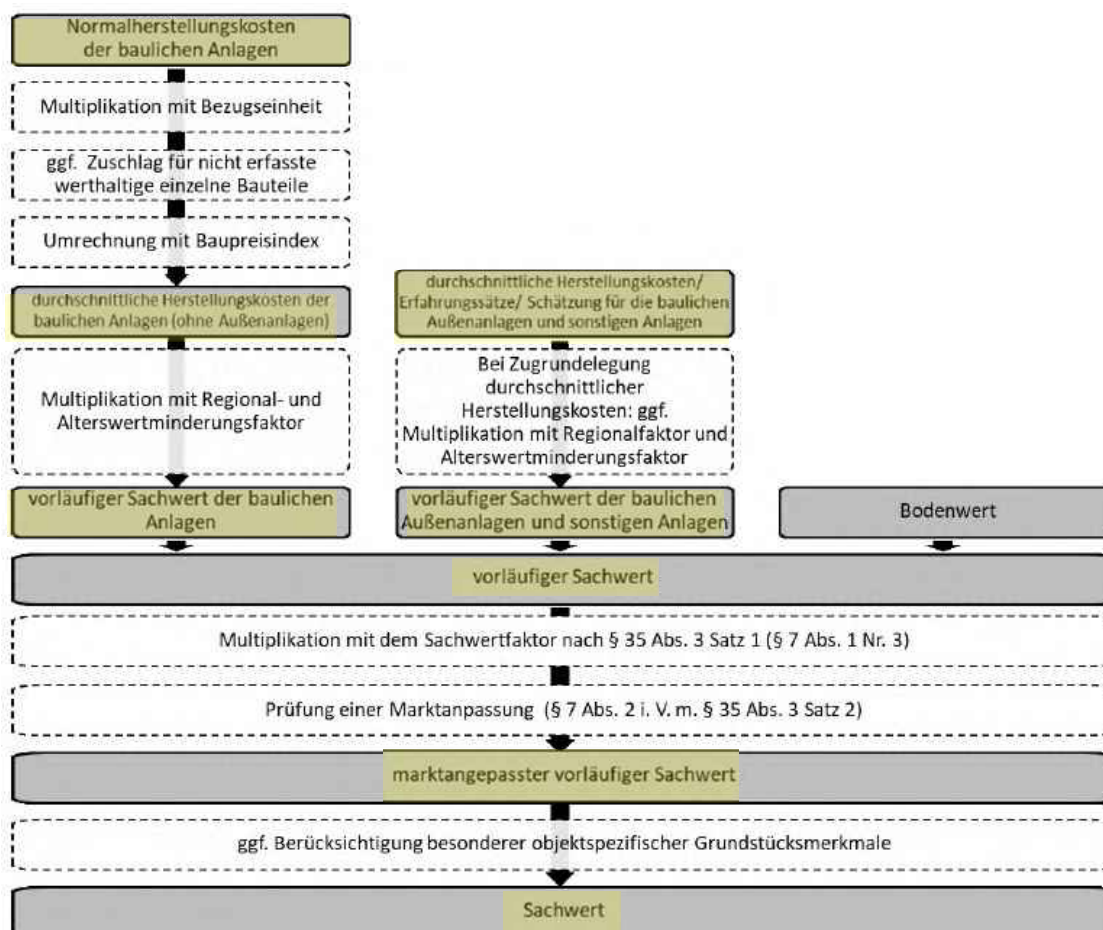 Normalherstellungskosten
der baulichen Anlagen
Multiplikation mit Bezugseinheit
ggf. Zuschlag für nicht erfasste
werthaltige einzelne Bauteile
Umrechnung mit Baupreisindex
durchschnittliche Herstellungskosten der
baulichen Anlagen (ohne Außenanlagen)
Multiplikation mit Regional- und
Alterswertminderungsfaktor
vorläufiger Sachwert der baulichen
Anlagen
durchschnittliche Herstellungskosten/
Erfahrungssätze/ Schätzung für die baulichen
Außenanlagen und sonstigen Anlagen
Bei Zugrundelegung
durchschnittlicher
Herstellungskosten: ggf.
Multiplikation mit Regionalfaktor und
Alterswertminderungsfaktor
vorläufiger Sachwert der baulichen
Außenanlagen und sonstigen Anlagen
Bodenwert
vorläufiger Sachwert
Multiplikation mit dem Sachwertfaktor nach § 35 Abs. 3 Satz 1 (§ 7 Abs. 1 Nr. 3)
Prüfung einer Marktanpassung (§ 7 Abs. 2 i. V. m. § 35 Abs. 3 Satz 2)
marktangepasster vorläufiger Sachwert
ggf. Berücksichtigung besonderer objektspezifischer Grundstücksmerkmale
Sachwert